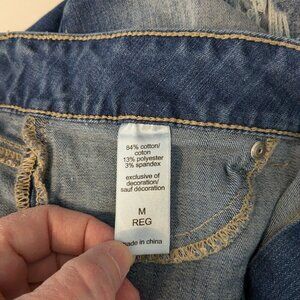 84% cotton/
coton
13% polyester
3% spandex
exclusive of
decoration/
sauf décoration
M
REG
made in china